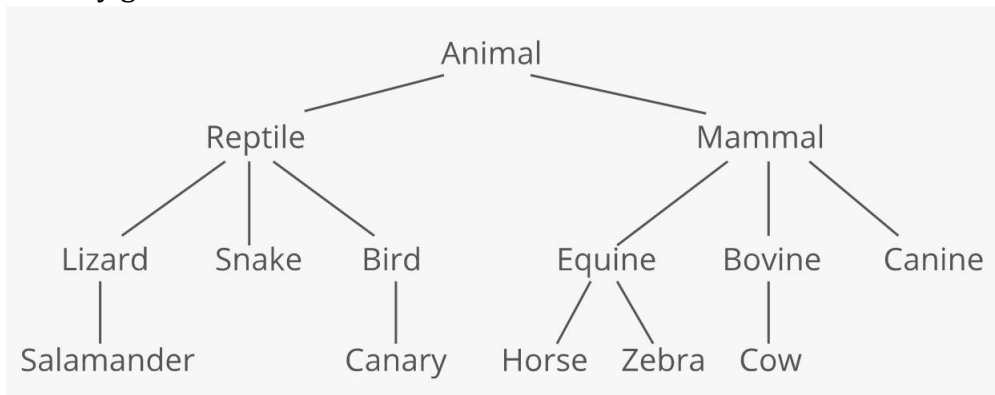 Animal
Reptile Mammal
Lizard Snake Bird Equine Bovine Canine
Salamander Canary Horse Zebra Cow